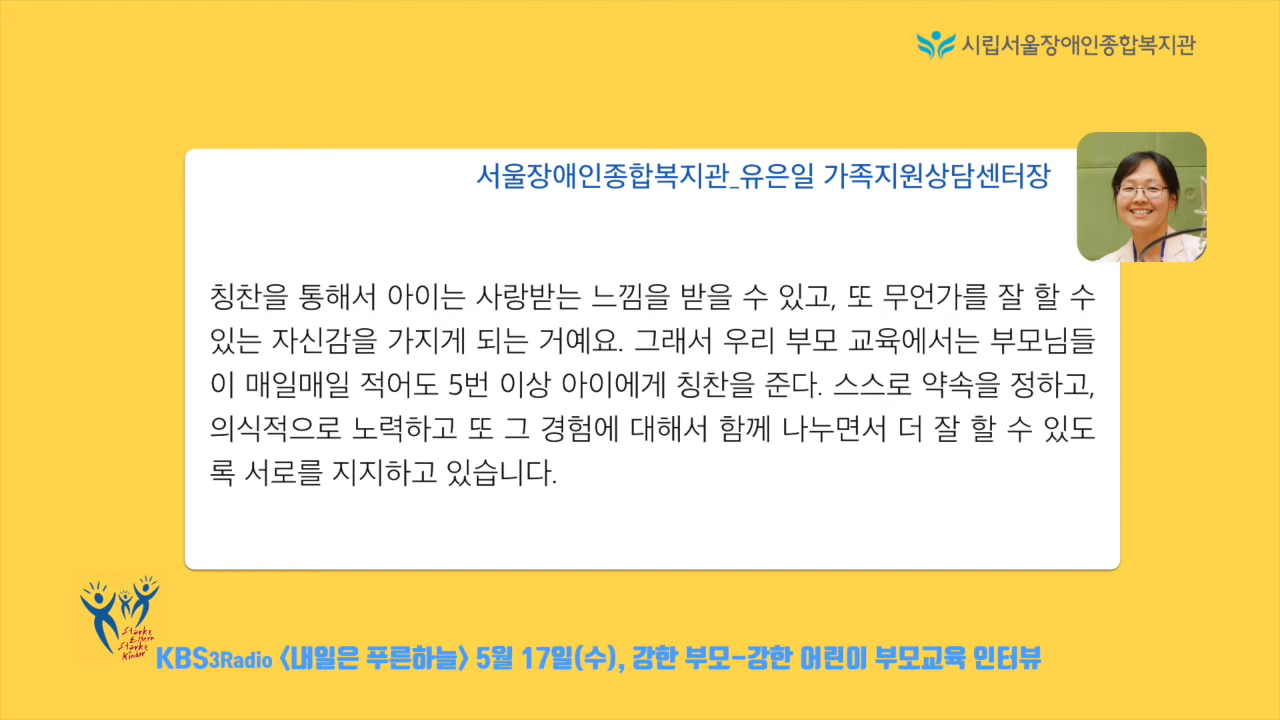 시립서울장애인종합복지관
서울장애인종합복지관_유은일 가족지원상담센터장
칭찬을 통해서 아이는 사랑받는 느낌을 받을 수 있고, 또 무언가를 잘 할 수
있는 자신감을 가지게 되는 거예요. 그래서 우리 부모 교육에서는 부모님들
이 매일매일 적어도 5번 이상 아이에게 칭찬을 준다. 스스로 약속을 정하고,
의식적으로 노력하고 또 그 경험에 대해서 함께 나누면서 더 잘 할 수 있도
록 서로를 지지하고 있습니다.
Starke
Eltern
Starke
Kinder
KBS3Radio <내일은 푸른하늘> 5월 17일(수), 강한 부모-강한 어린이 부모교육 인터뷰